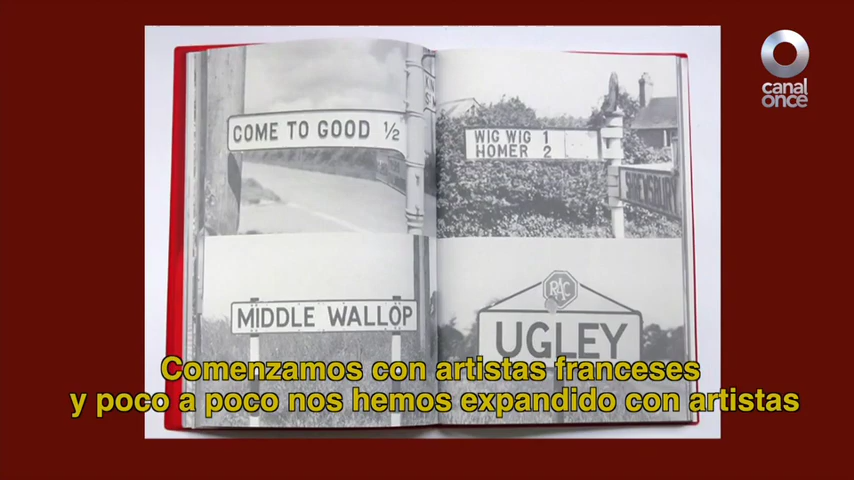 canal
once
COME TO GOOD ½
WIG WIG 1
HOMER 2
SHREWSBURY
MIDDLE WALLOP
RAC
UGLEY
Comenzamos con artistas franceses
y poco a poco nos hemos expandido con artistas